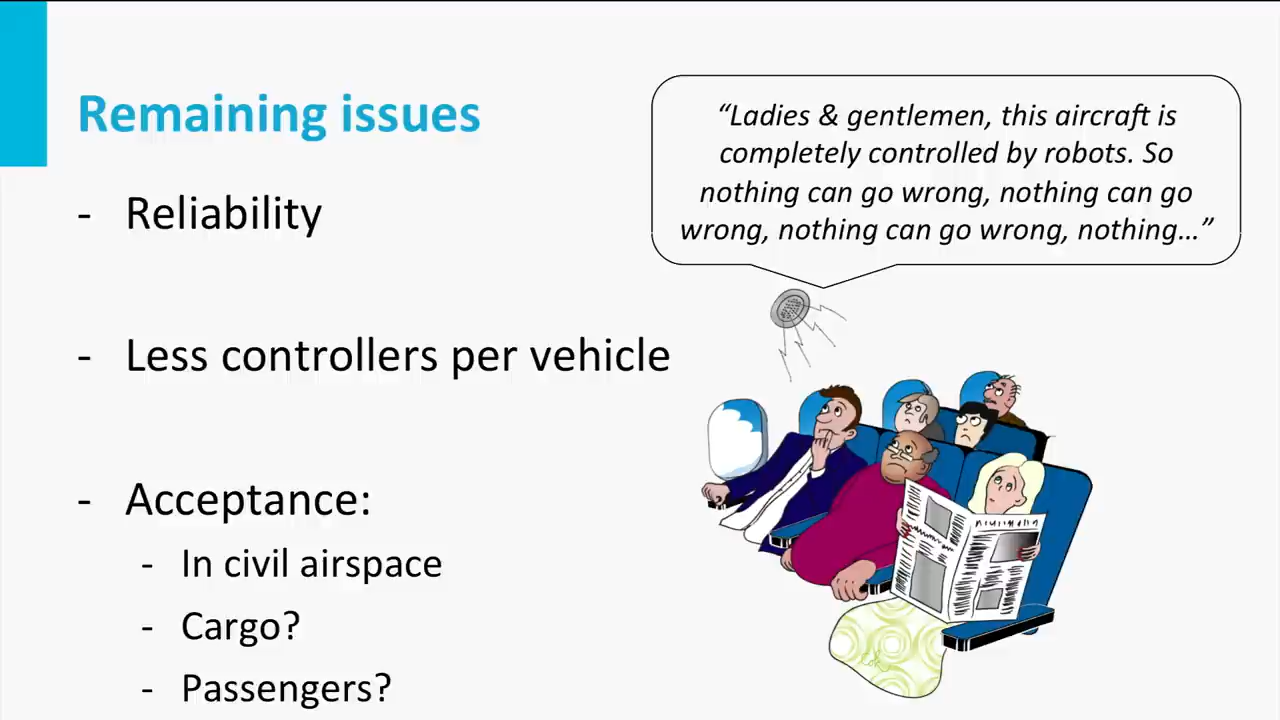 Remaining issues
- Reliability
- Less controllers per vehicle
- Acceptance:
- In civil airspace
- Cargo?
- Passengers?
“Ladies & gentlemen, this aircraft is
completely controlled by robots. So
nothing can go wrong, nothing can go
wrong, nothing can go wrong, nothing…”